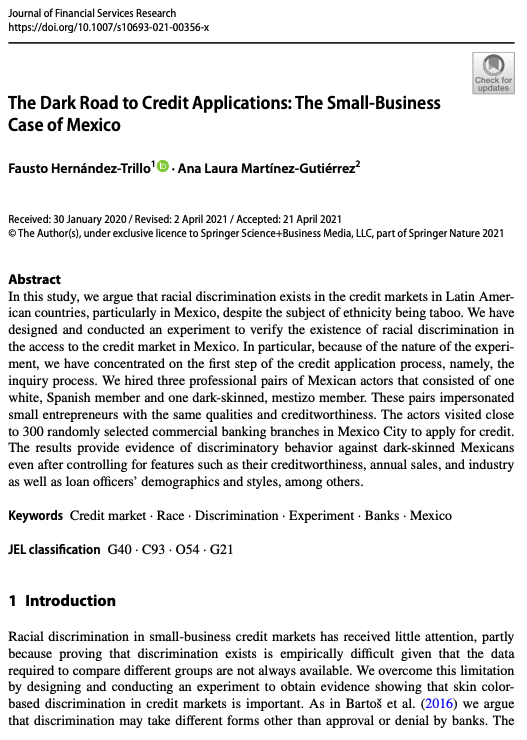 Journal of Financial Services Research
https://doi.org/10.1007/s10693-021-00356-x
Check for
updates
The Dark Road to Credit Applications: The Small-Business
Case of Mexico
Fausto Hernández-Trillo1 · Ana Laura Martínez-Gutiérrez2
Received: 30 January 2020 / Revised: 2 April 2021 / Accepted: 21 April 2021
© The Author(s), under exclusive licence to Springer Science+Business Media, LLC, part of Springer Nature 2021
Abstract
In this study, we argue that racial discrimination exists in the credit markets in Latin Amer-
ican countries, particularly in Mexico, despite the subject of ethnicity being taboo. We have
designed and conducted an experiment to verify the existence of racial discrimination in
the access to the credit market in Mexico. In particular, because of the nature of the experi-
ment, we have concentrated on the first step of the credit application process, namely, the
inquiry process. We hired three professional pairs of Mexican actors that consisted of one
white, Spanish member and one dark-skinned, mestizo member. These pairs impersonated
small entrepreneurs with the same qualities and creditworthiness. The actors visited close
to 300 randomly selected commercial banking branches in Mexico City to apply for credit.
The results provide evidence of discriminatory behavior against dark-skinned Mexicans
even after controlling for features such as their creditworthiness, annual sales, and industry
as well as loan officers' demographics and styles, among others.
Keywords Credit market · Race · Discrimination · Experiment · Banks · Mexico
JEL classification G40 · C93 · O54 · G21
1 Introduction
Racial discrimination in small-business credit markets has received little attention, partly
because proving that discrimination exists is empirically difficult given that the data
required to compare different groups are not always available. We overcome this limitation
by designing and conducting an experiment to obtain evidence showing that skin color-
based discrimination in credit markets is important. As in Bartoš et al. (2016) we argue
that discrimination may take different forms other than approval or denial by banks. The